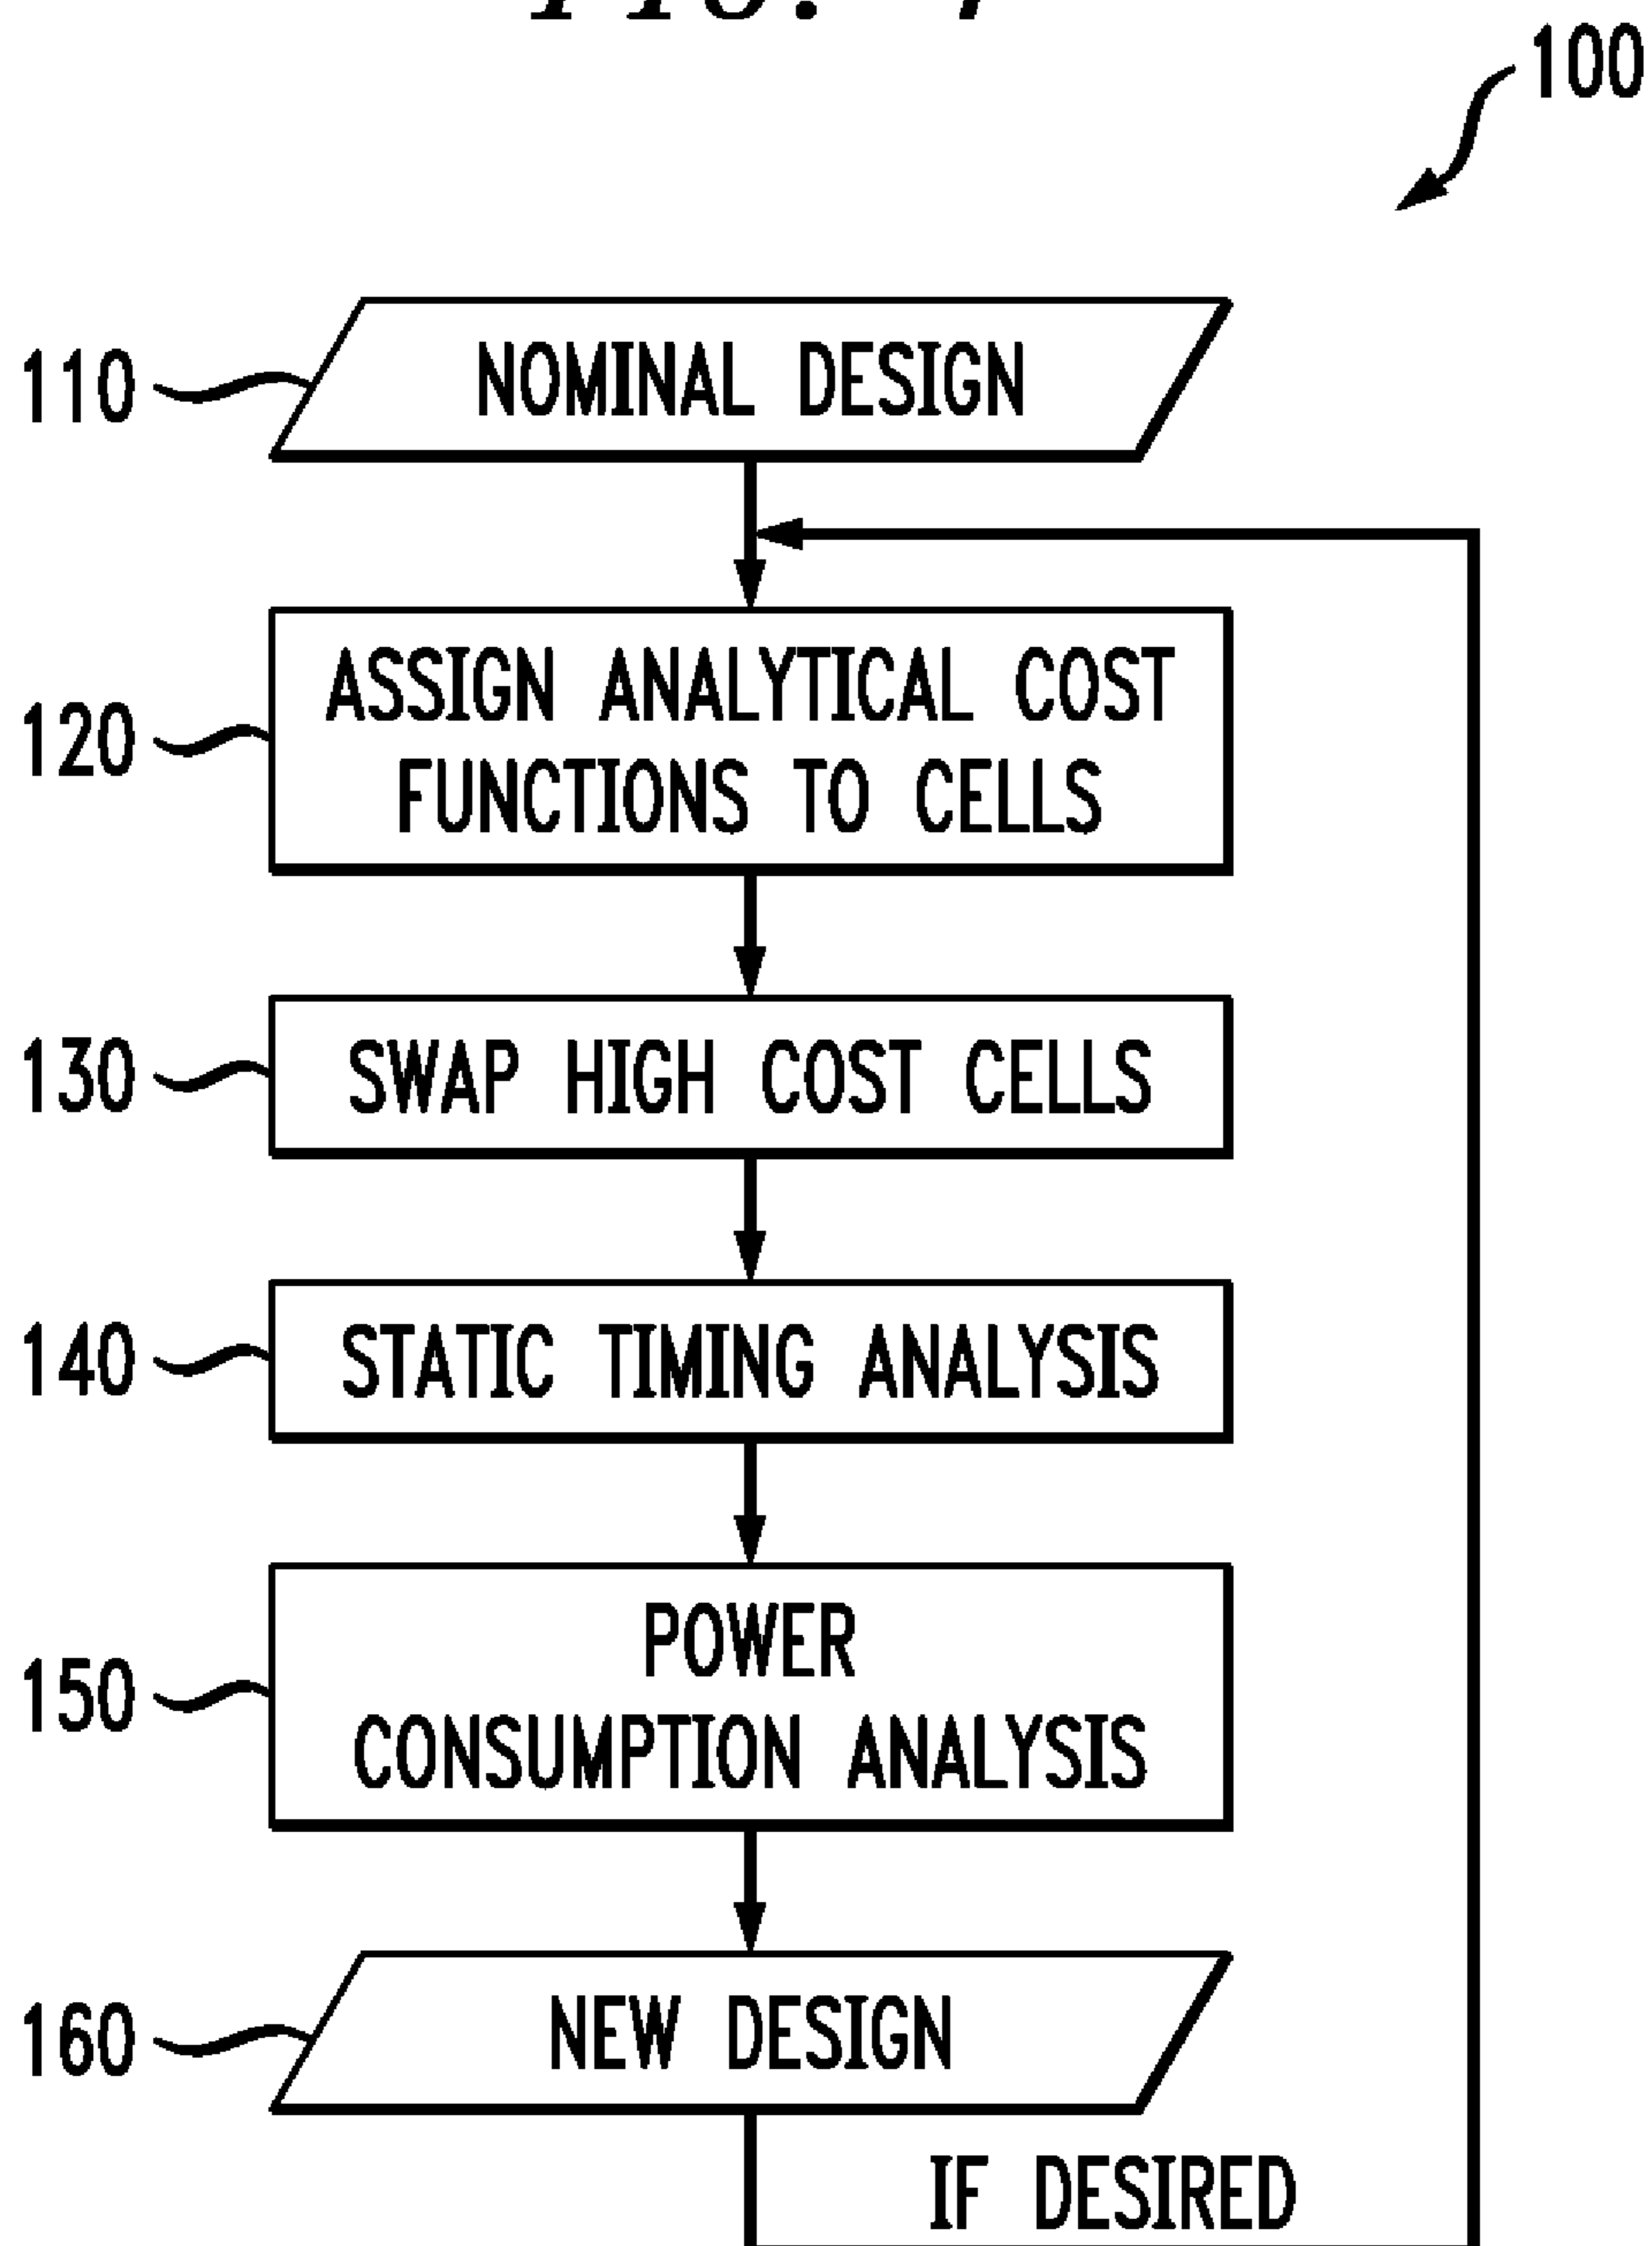 100
110
NOMINAL DESIGN
120
ASSIGN ANALYTICAL COST
FUNCTIONS TO CELLS
130
SWAP HIGH COST CELLS
140
STATIC TIMING ANALYSIS
150
POWER
CONSUMPTION ANALYSIS
160
NEW DESIGN
IF DESIRED